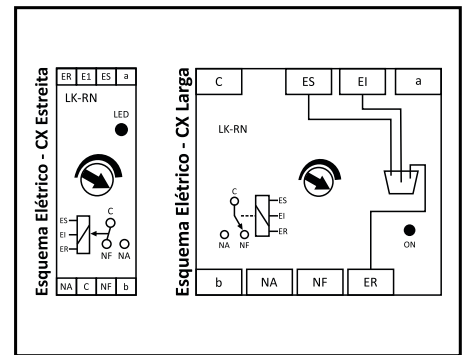 Esquema Elétrico - CX Estreita
ER E1 ES a
LK-RN
LED
C
ES
EI
ER
NF NA
NA C NF b
Esquema Elétrico - CX Larga
C ES EI a
LK-RN
C
ES
EI
ER
NA NF
ON
b NA NF ER